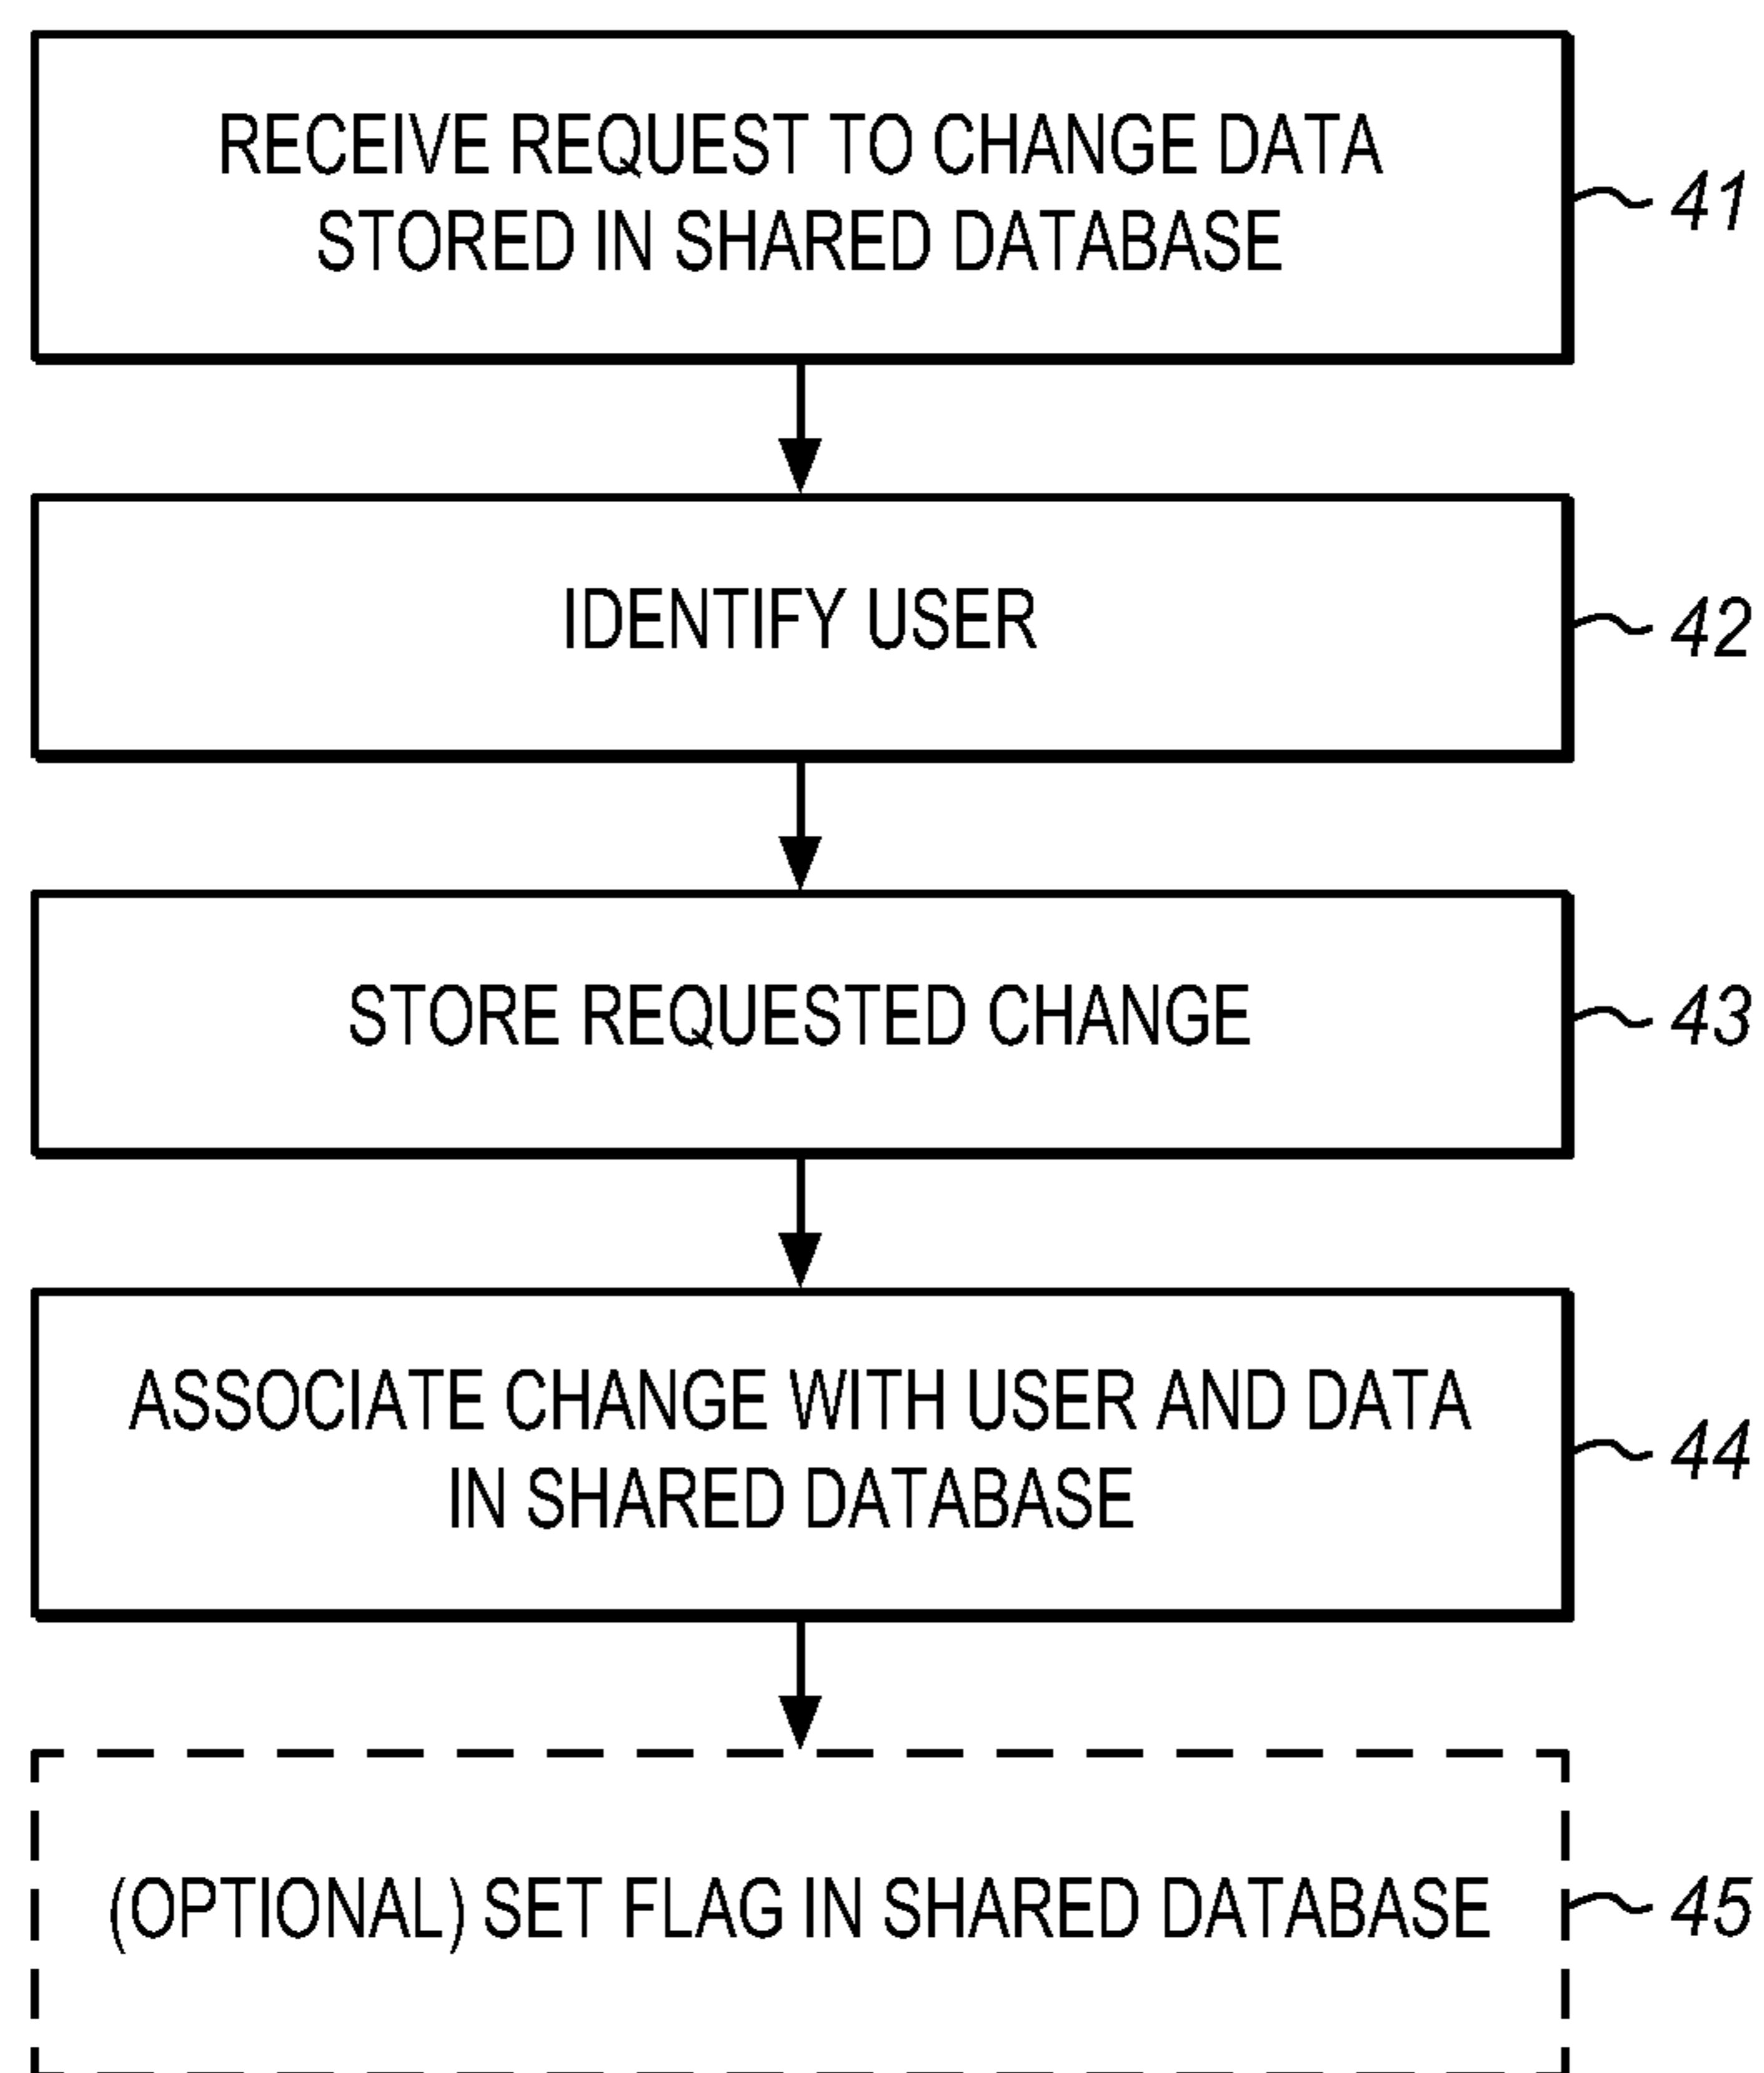 RECEIVE REQUEST TO CHANGE DATA
STORED IN SHARED DATABASE
41
IDENTIFY USER
42
STORE REQUESTED CHANGE
43
ASSOCIATE CHANGE WITH USER AND DATA
IN SHARED DATABASE
44
(OPTIONAL) SET FLAG IN SHARED DATABASE
45